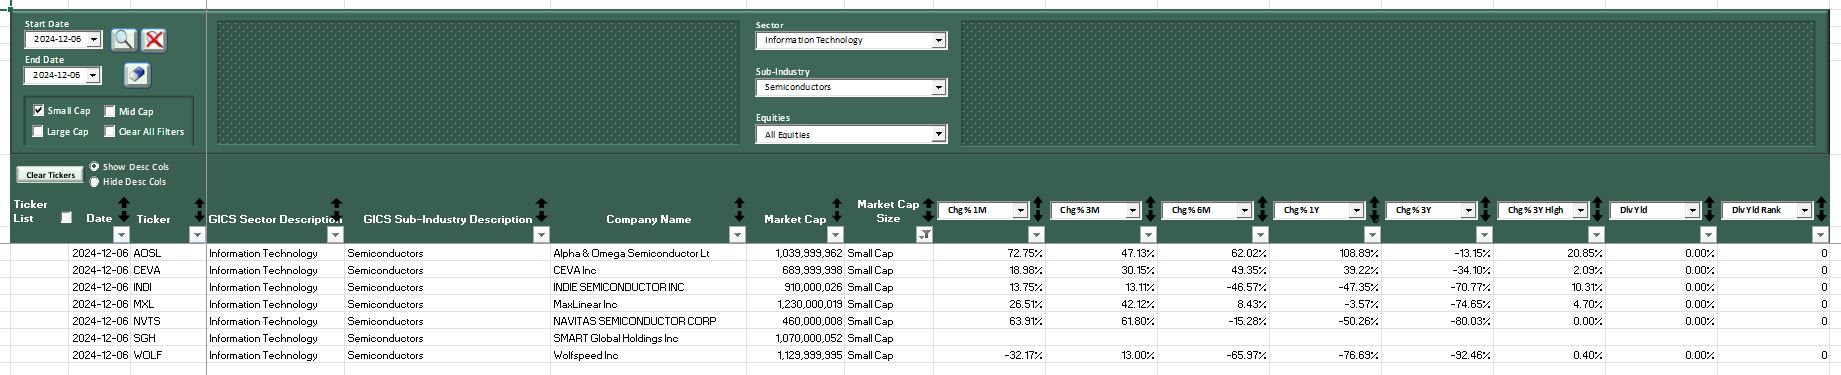 Start Date
2024-12-06
End Date
2024-12-06
Small Cap Mid Cap
Large Cap Clear All Filters
Sector
Information Technology
Sub-Industry
Semiconductors
Equities
All Equities
Clear Tickers
Show Desc Cols
Hide Desc Cols
Ticker List Date Ticker GICS Sector Description GICS Sub-Industry Description Company Name Market Cap Market Cap Size Chg% 1M Chg% 3M Chg% 6M Chg% 1Y Chg% 3Y Chg% 3Y High Div Yld Div Yld Rank
2024-12-06 AOSL Information Technology Semiconductors Alpha & Omega Semiconductor Lt 1,039,999,962 Small Cap 72.75% 47.13% 62.02% 108.89% -13.15% 20.85% 0.00% 0
2024-12-06 CEVA Information Technology Semiconductors CEVA Inc 689,999,998 Small Cap 18.98% 30.15% 49.35% 39.22% -34.10% 2.09% 0.00% 0
2024-12-06 INDI Information Technology Semiconductors INDIE SEMICONDUCTOR INC 910,000,026 Small Cap 13.75% 13.11% -46.57% -47.35% -70.77% 10.31% 0.00% 0
2024-12-06 MXL Information Technology Semiconductors MaxLinear Inc 1,230,000,019 Small Cap 26.51% 42.12% 8.43% -3.57% -74.65% 4.70% 0.00% 0
2024-12-06 NVTS Information Technology Semiconductors NAVITAS SEMICONDUCTOR CORP 460,000,008 Small Cap 63.91% 61.80% -15.28% -50.26% -80.03% 0.00% 0.00% 0
2024-12-06 SGH Information Technology Semiconductors SMART Global Holdings Inc 1,070,000,052 Small Cap 0
2024-12-06 WOLF Information Technology Semiconductors Wolfspeed Inc 1,129,999,995 Small Cap -32.17% 13.00% -65.97% -76.69% -92.46% 0.40% 0.00% 0